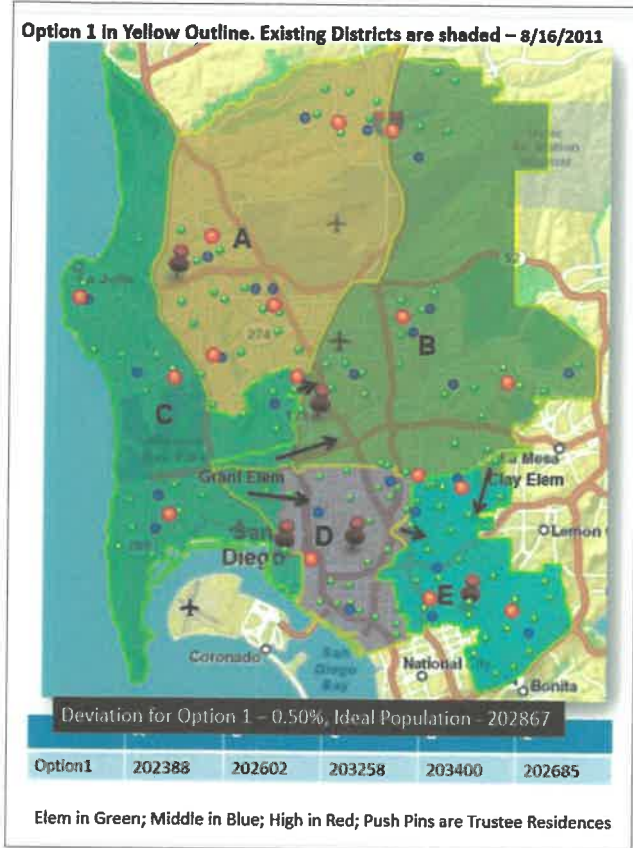 Option 1 in Yellow Outline. Existing Districts are shaded – 8/16/2011
A
52
La Jolla
274
B
C
La Mesa
Grant Elem
Clay Elem
San
Diego
D
Lemon
E
Coronado
San
Diego
Bay
National City
Bonita
Deviation for Option 1 – 0.50%, Ideal Population - 202867
Option1 202388 202602 203258 203400 202685
Elem in Green; Middle in Blue; High in Red; Push Pins are Trustee Residences